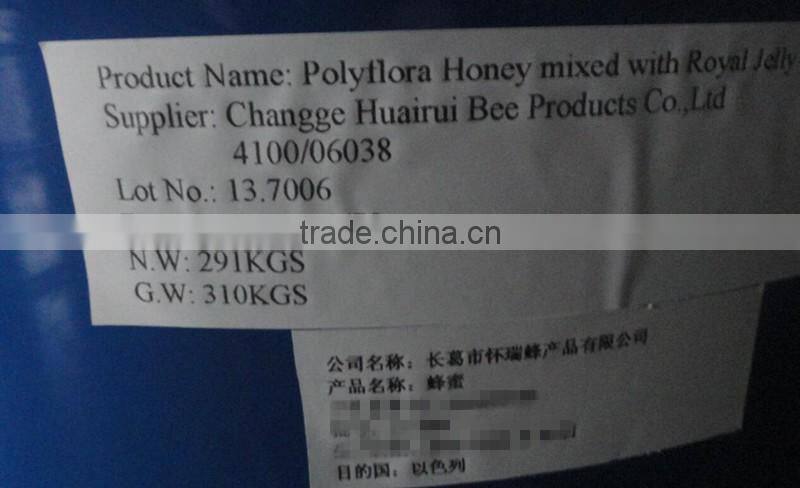 Product Name: Polyflora Honey mixed with Royal Jelly
Supplier: Changge Huairui Bee Products Co.,Ltd
4100/06038
Lot No.: 13.7006
trade.china.cn
N.W: 291KGS
G.W: 310KGS
公司名称：长葛市怀瑞蜂产品有限公司
产品名称：蜂蜜
目的国：以色列